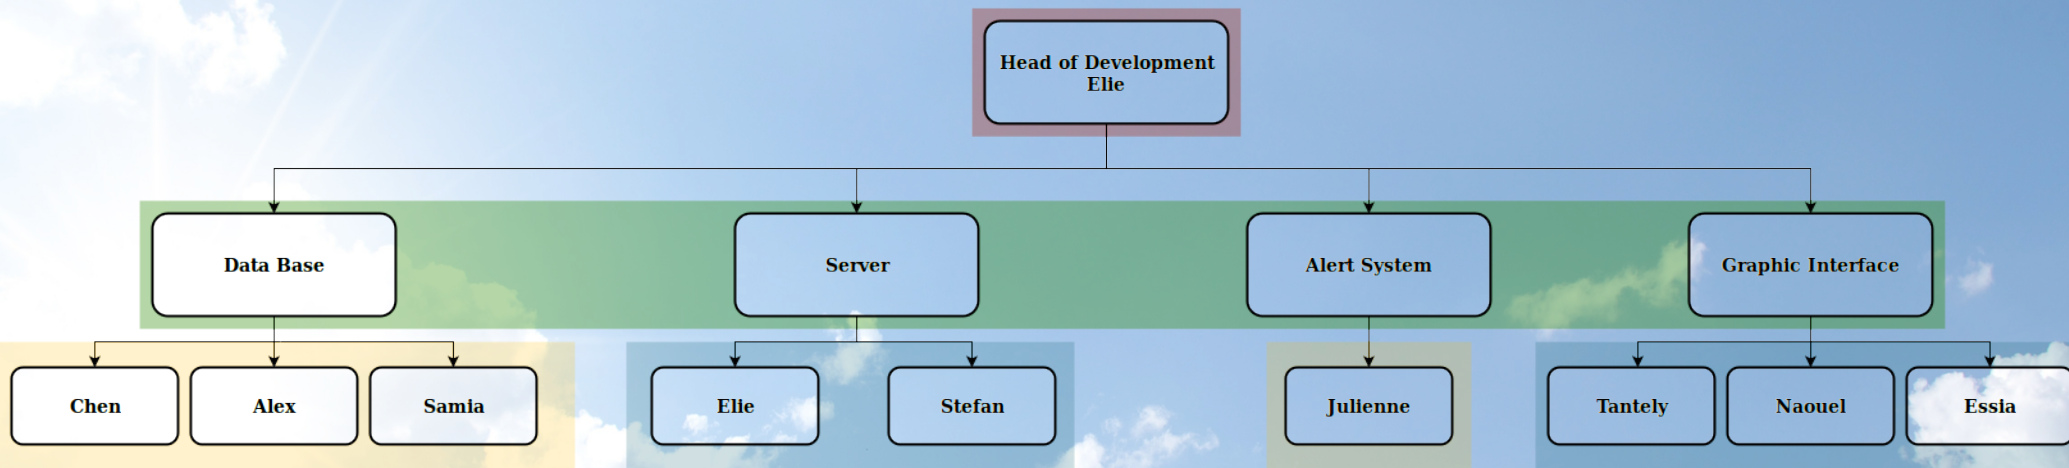 Head of Development
Elie
Data Base
Server
Alert System
Graphic Interface
Chen
Alex
Samia
Elie
Stefan
Julienne
Tantely
Naouel
Essia